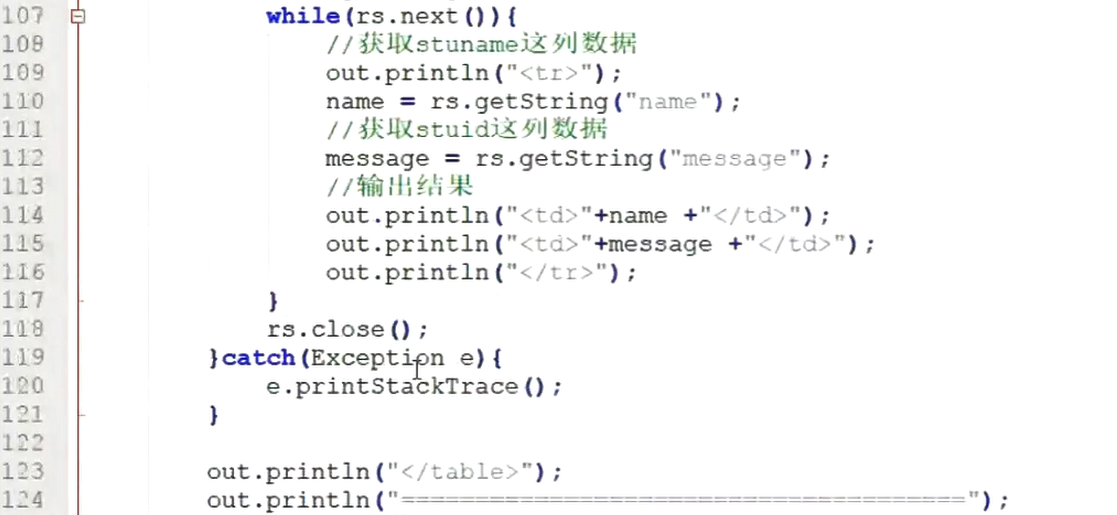 107 while(rs.next()){
108 //获取stuname这列数据
109 out.println("<tr>");
110 name = rs.getString("name");
111 //获取stuid这列数据
112 message = rs.getString("message");
113 //输出结果
114 out.println("<td>"+name +"</td>");
115 out.println("<td>"+message +"</td>");
116 out.println("</tr>");
117 }
118 rs.close();
119 }catch(Exception e){
120 e.printStackTrace();
121 }
122
123 out.println("</table>");
124 out.println("======================================");